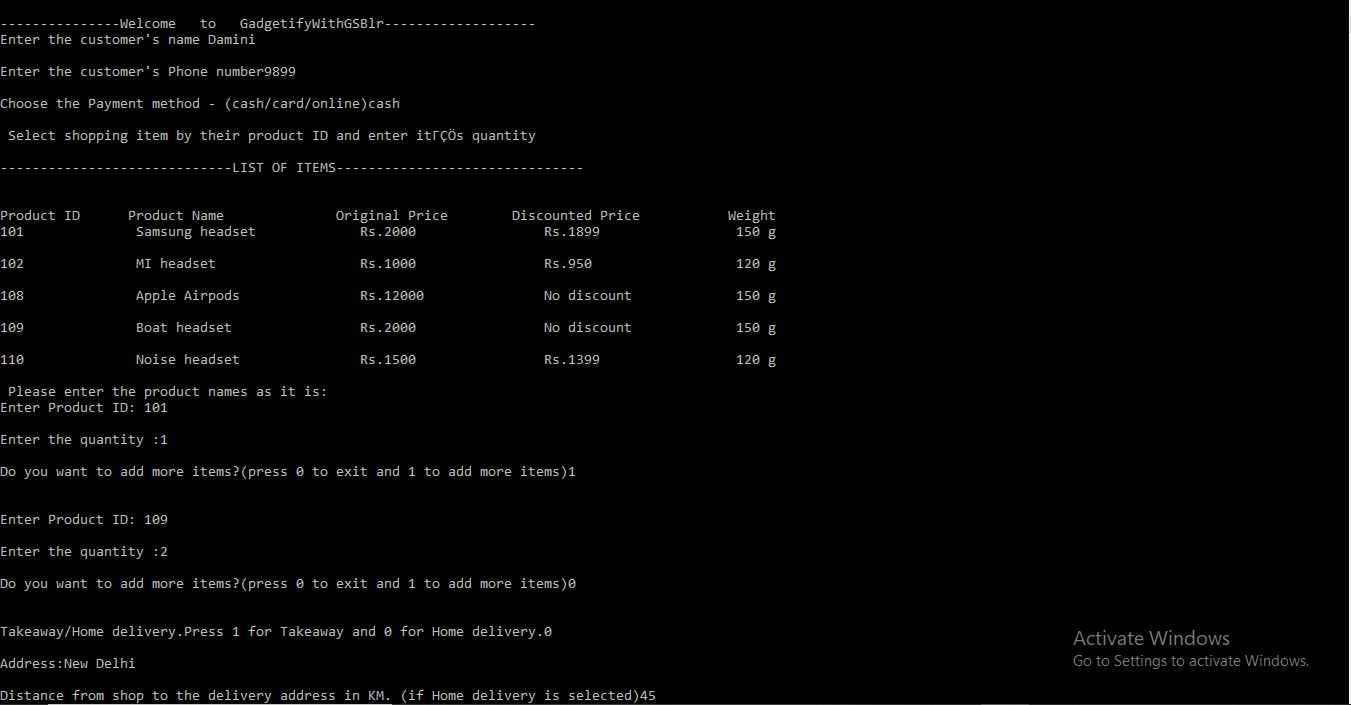 ---------------Welcome   to   GadgetifyWithGSBlr-------------------
Enter the customer's name Damini
Enter the customer's Phone number9899
Choose the Payment method - (cash/card/online)cash
Select shopping item by their product ID and enter itΓÇÖs quantity
-----------------------------LIST OF ITEMS-------------------------------
Product ID      Product Name              Original Price        Discounted Price           Weight
101              Samsung headset             Rs.2000                Rs.1899                 150 g
102              MI headset                  Rs.1000                Rs.950                  120 g
108              Apple Airpods               Rs.12000               No discount             150 g
109              Boat headset                Rs.2000                No discount             150 g
110              Noise headset               Rs.1500                Rs.1399                 120 g
Please enter the product names as it is:
Enter Product ID: 101
Enter the quantity :1
Do you want to add more items?(press 0 to exit and 1 to add more items)1
Enter Product ID: 109
Enter the quantity :2
Do you want to add more items?(press 0 to exit and 1 to add more items)0
Takeaway/Home delivery.Press 1 for Takeaway and 0 for Home delivery.0
Address:New Delhi
Distance from shop to the delivery address in KM. (if Home delivery is selected)45
Activate Windows
Go to Settings to activate Windows.